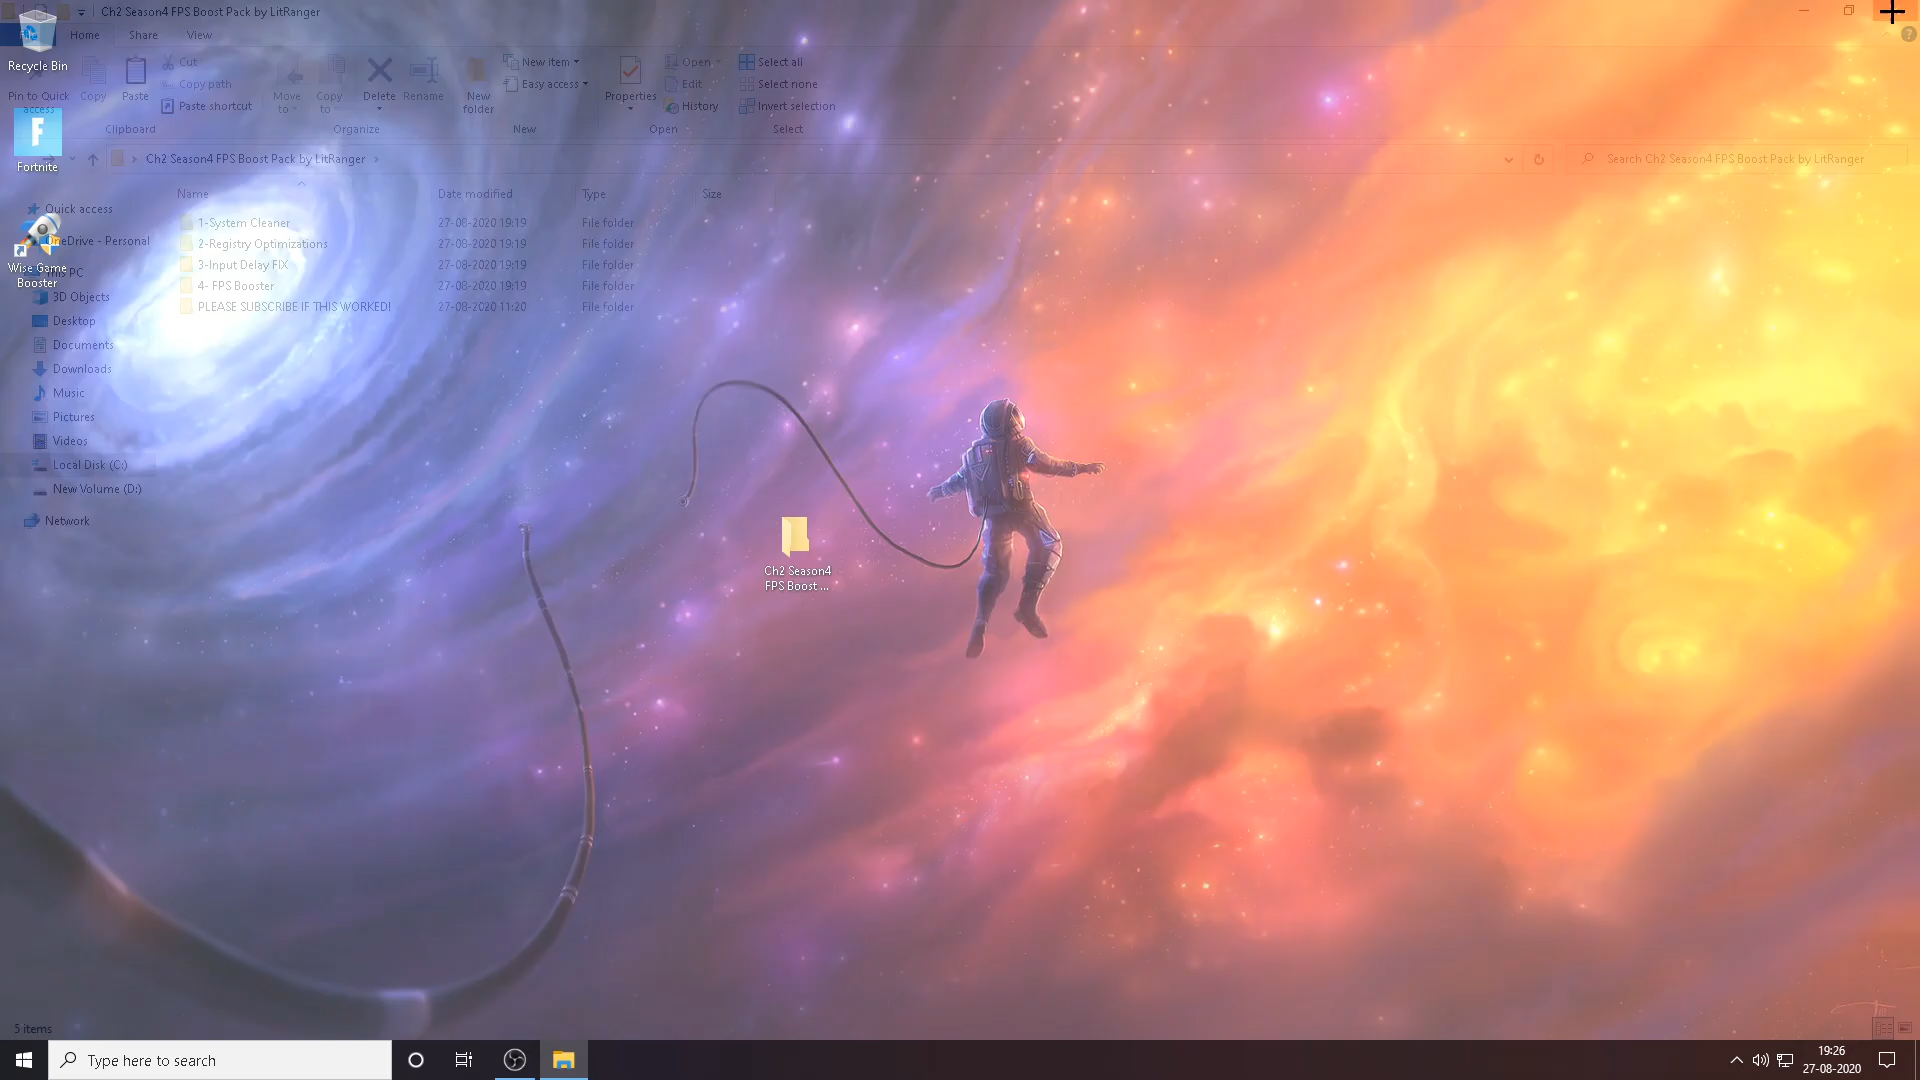 Ch2 Season4 FPS Boost Pack by LitRanger
File Home Share View
Recycle Bin
Pin to Quick access
Copy
Paste
Cut
Copy path
Paste shortcut
Move to
Copy to
Delete
Rename
New folder
New item
Easy access
Properties
Open
Edit
History
Select all
Select none
Invert selection
Clipboard
Organize
New
Open
Select
Fortnite
Ch2 Season4 FPS Boost Pack by LitRanger
Search Ch2 Season4 FPS Boost Pack by LitRanger
Name Date modified Type Size
1-System Cleaner 27-08-2020 19:19 File folder
2-Registry Optimizations 27-08-2020 19:19 File folder
3-Input Delay FIX 27-08-2020 19:19 File folder
4- FPS Booster 27-08-2020 19:19 File folder
PLEASE SUBSCRIBE IF THIS WORKED! 27-08-2020 11:20 File folder
Quick access
OneDrive - Personal
Wise Game
Booster
This PC
3D Objects
Desktop
Documents
Downloads
Music
Pictures
Videos
Local Disk (C:)
New Volume (D:)
Network
Ch2 Season4
FPS Boost ...
5 items
Type here to search
19:26
27-08-2020